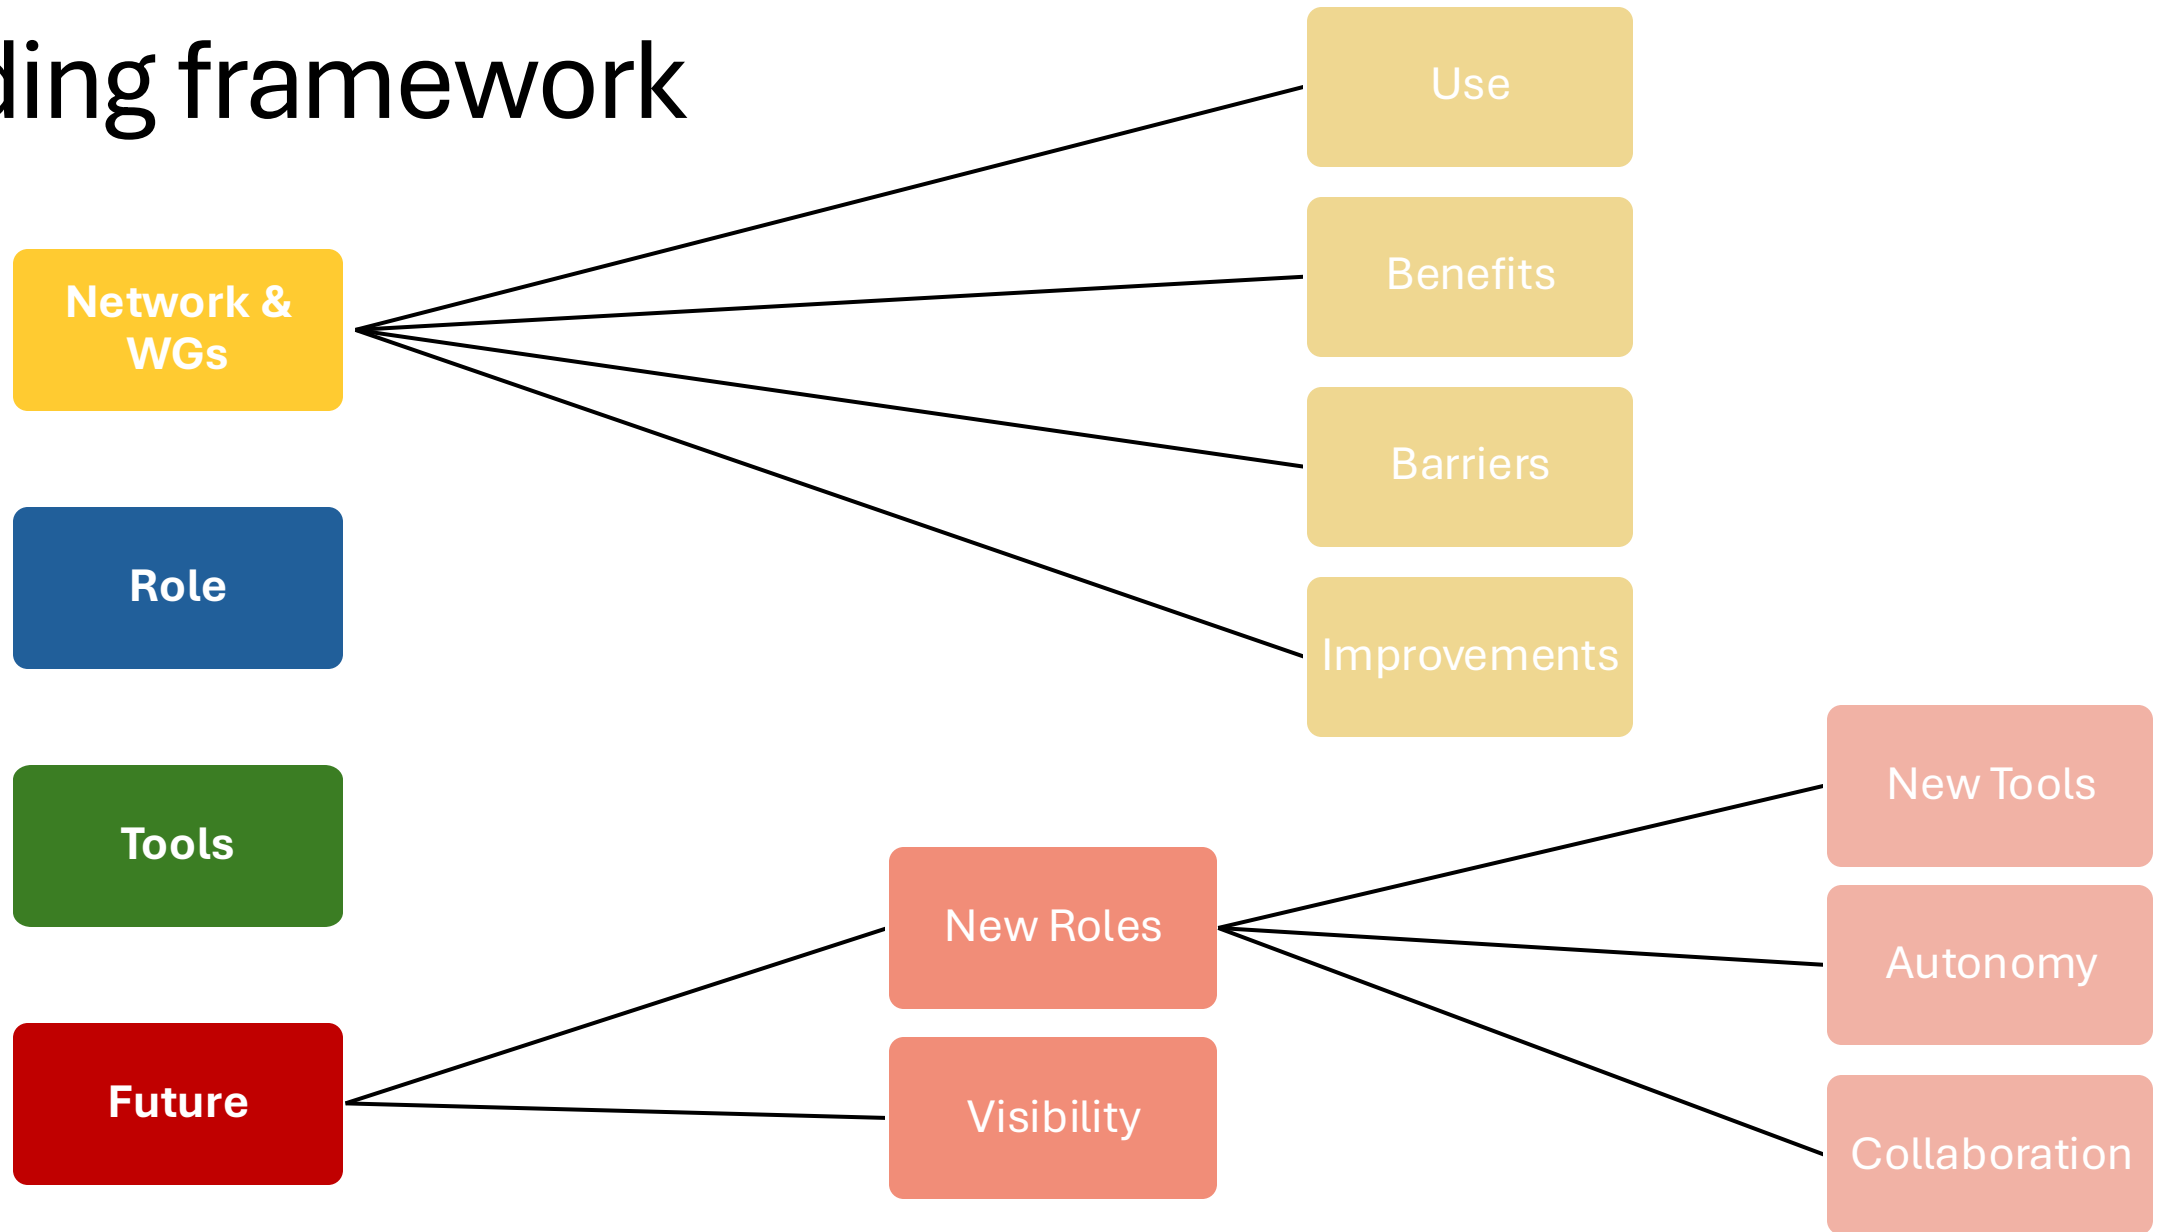 ding framework
Use
Benefits
Network &
WGs
Barriers
Role
Improvements
New Tools
Tools
New Roles
Autonomy
Future
Visibility
Collaboration